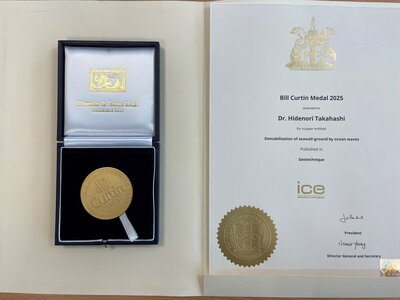 Bill
Curtin
Bill Curtin Medal 2025
awarded to
Dr. Hidenori Takahashi
for a paper entitled
Destabilisation of seawall ground by ocean waves
Published in
Geotechnique
ice
President
Director General and Secretary